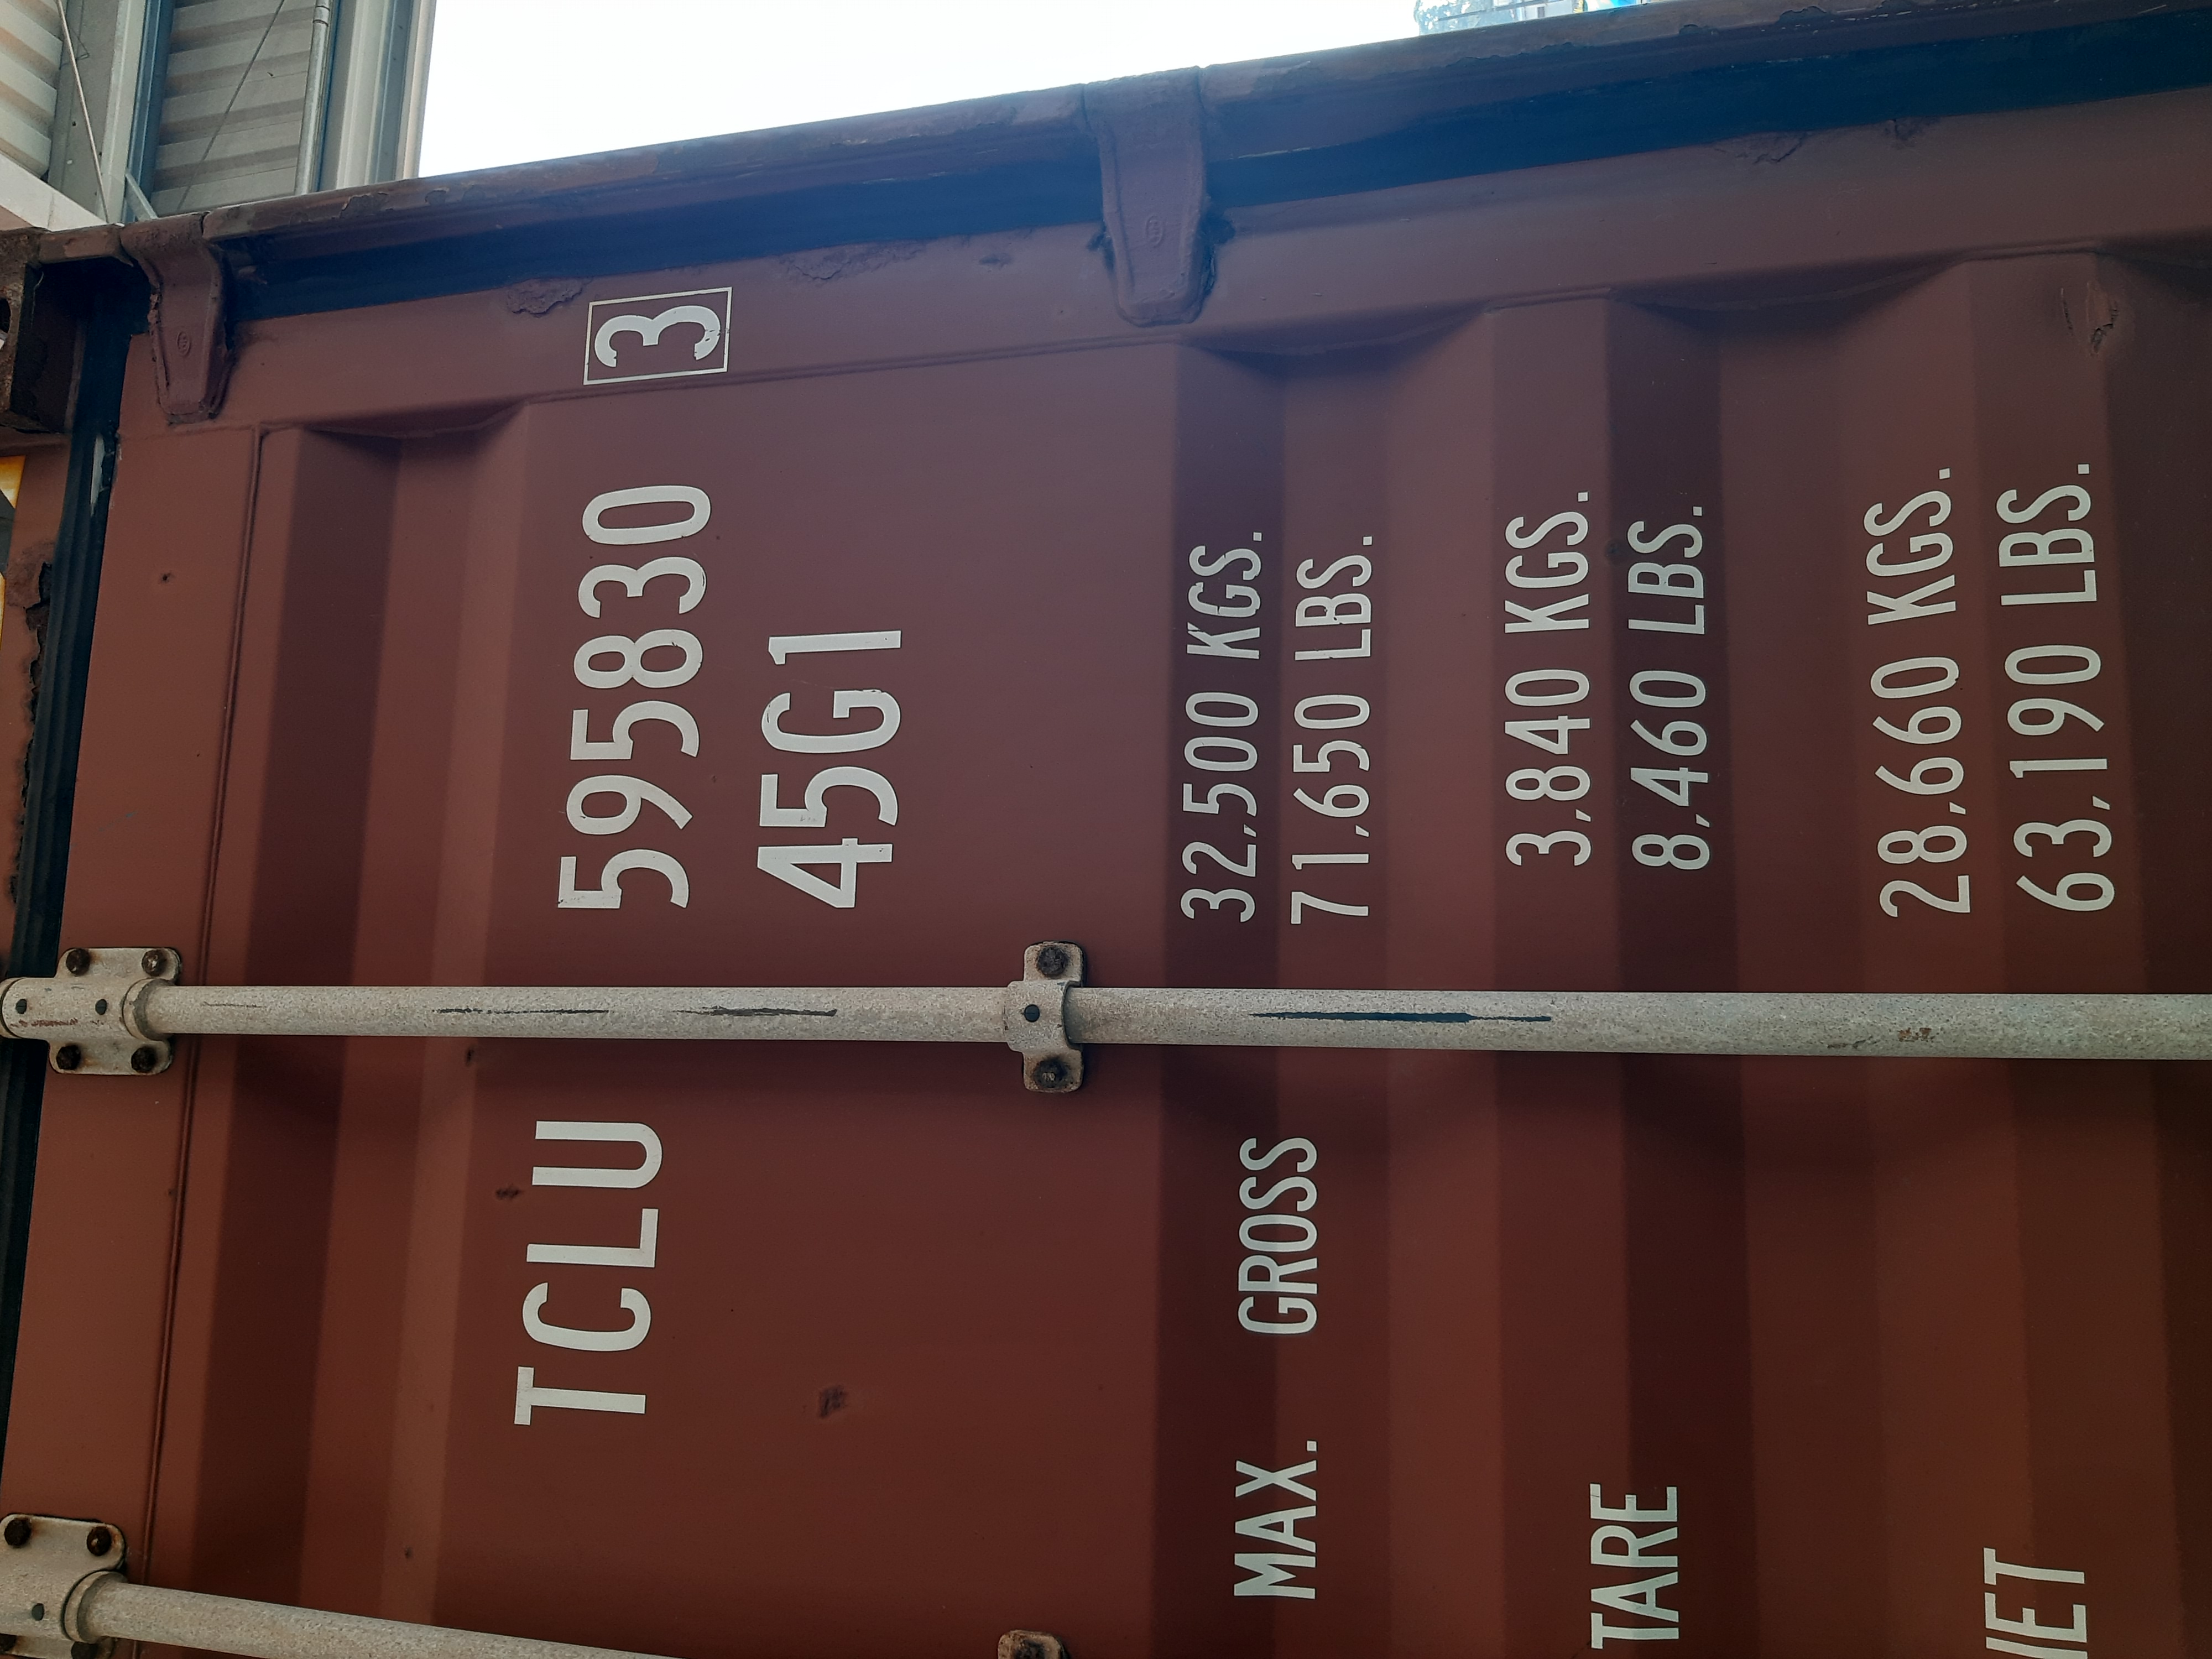 TCLU 595830 3
45G1
MAX. GROSS 32,500 KGS.
71,650 LBS.
TARE 3,840 KGS.
8,460 LBS.
28,660 KGS.
63,190 LBS.